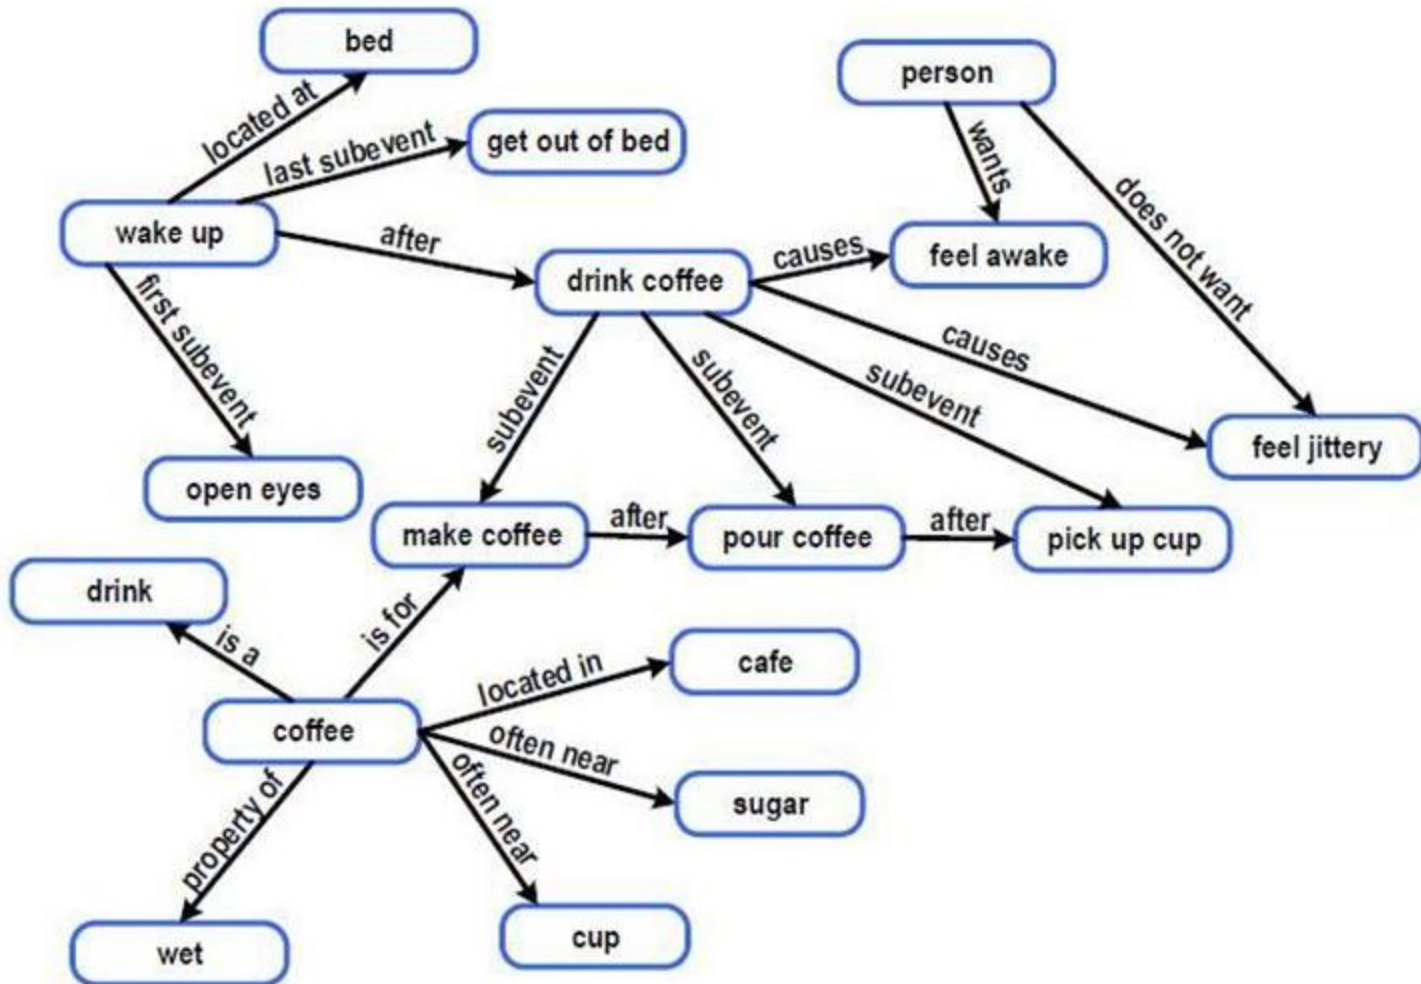 bed
person
located at
last subevent
get out of bed
wants
does not want
wake up
after
drink coffee
causes
feel awake
first subevent
subevent
subevent
subevent
causes
feel jittery
open eyes
make coffee
after
pour coffee
after
pick up cup
drink
is a
is for
coffee
located in
cafe
often near
sugar
often near
cup
property of
wet